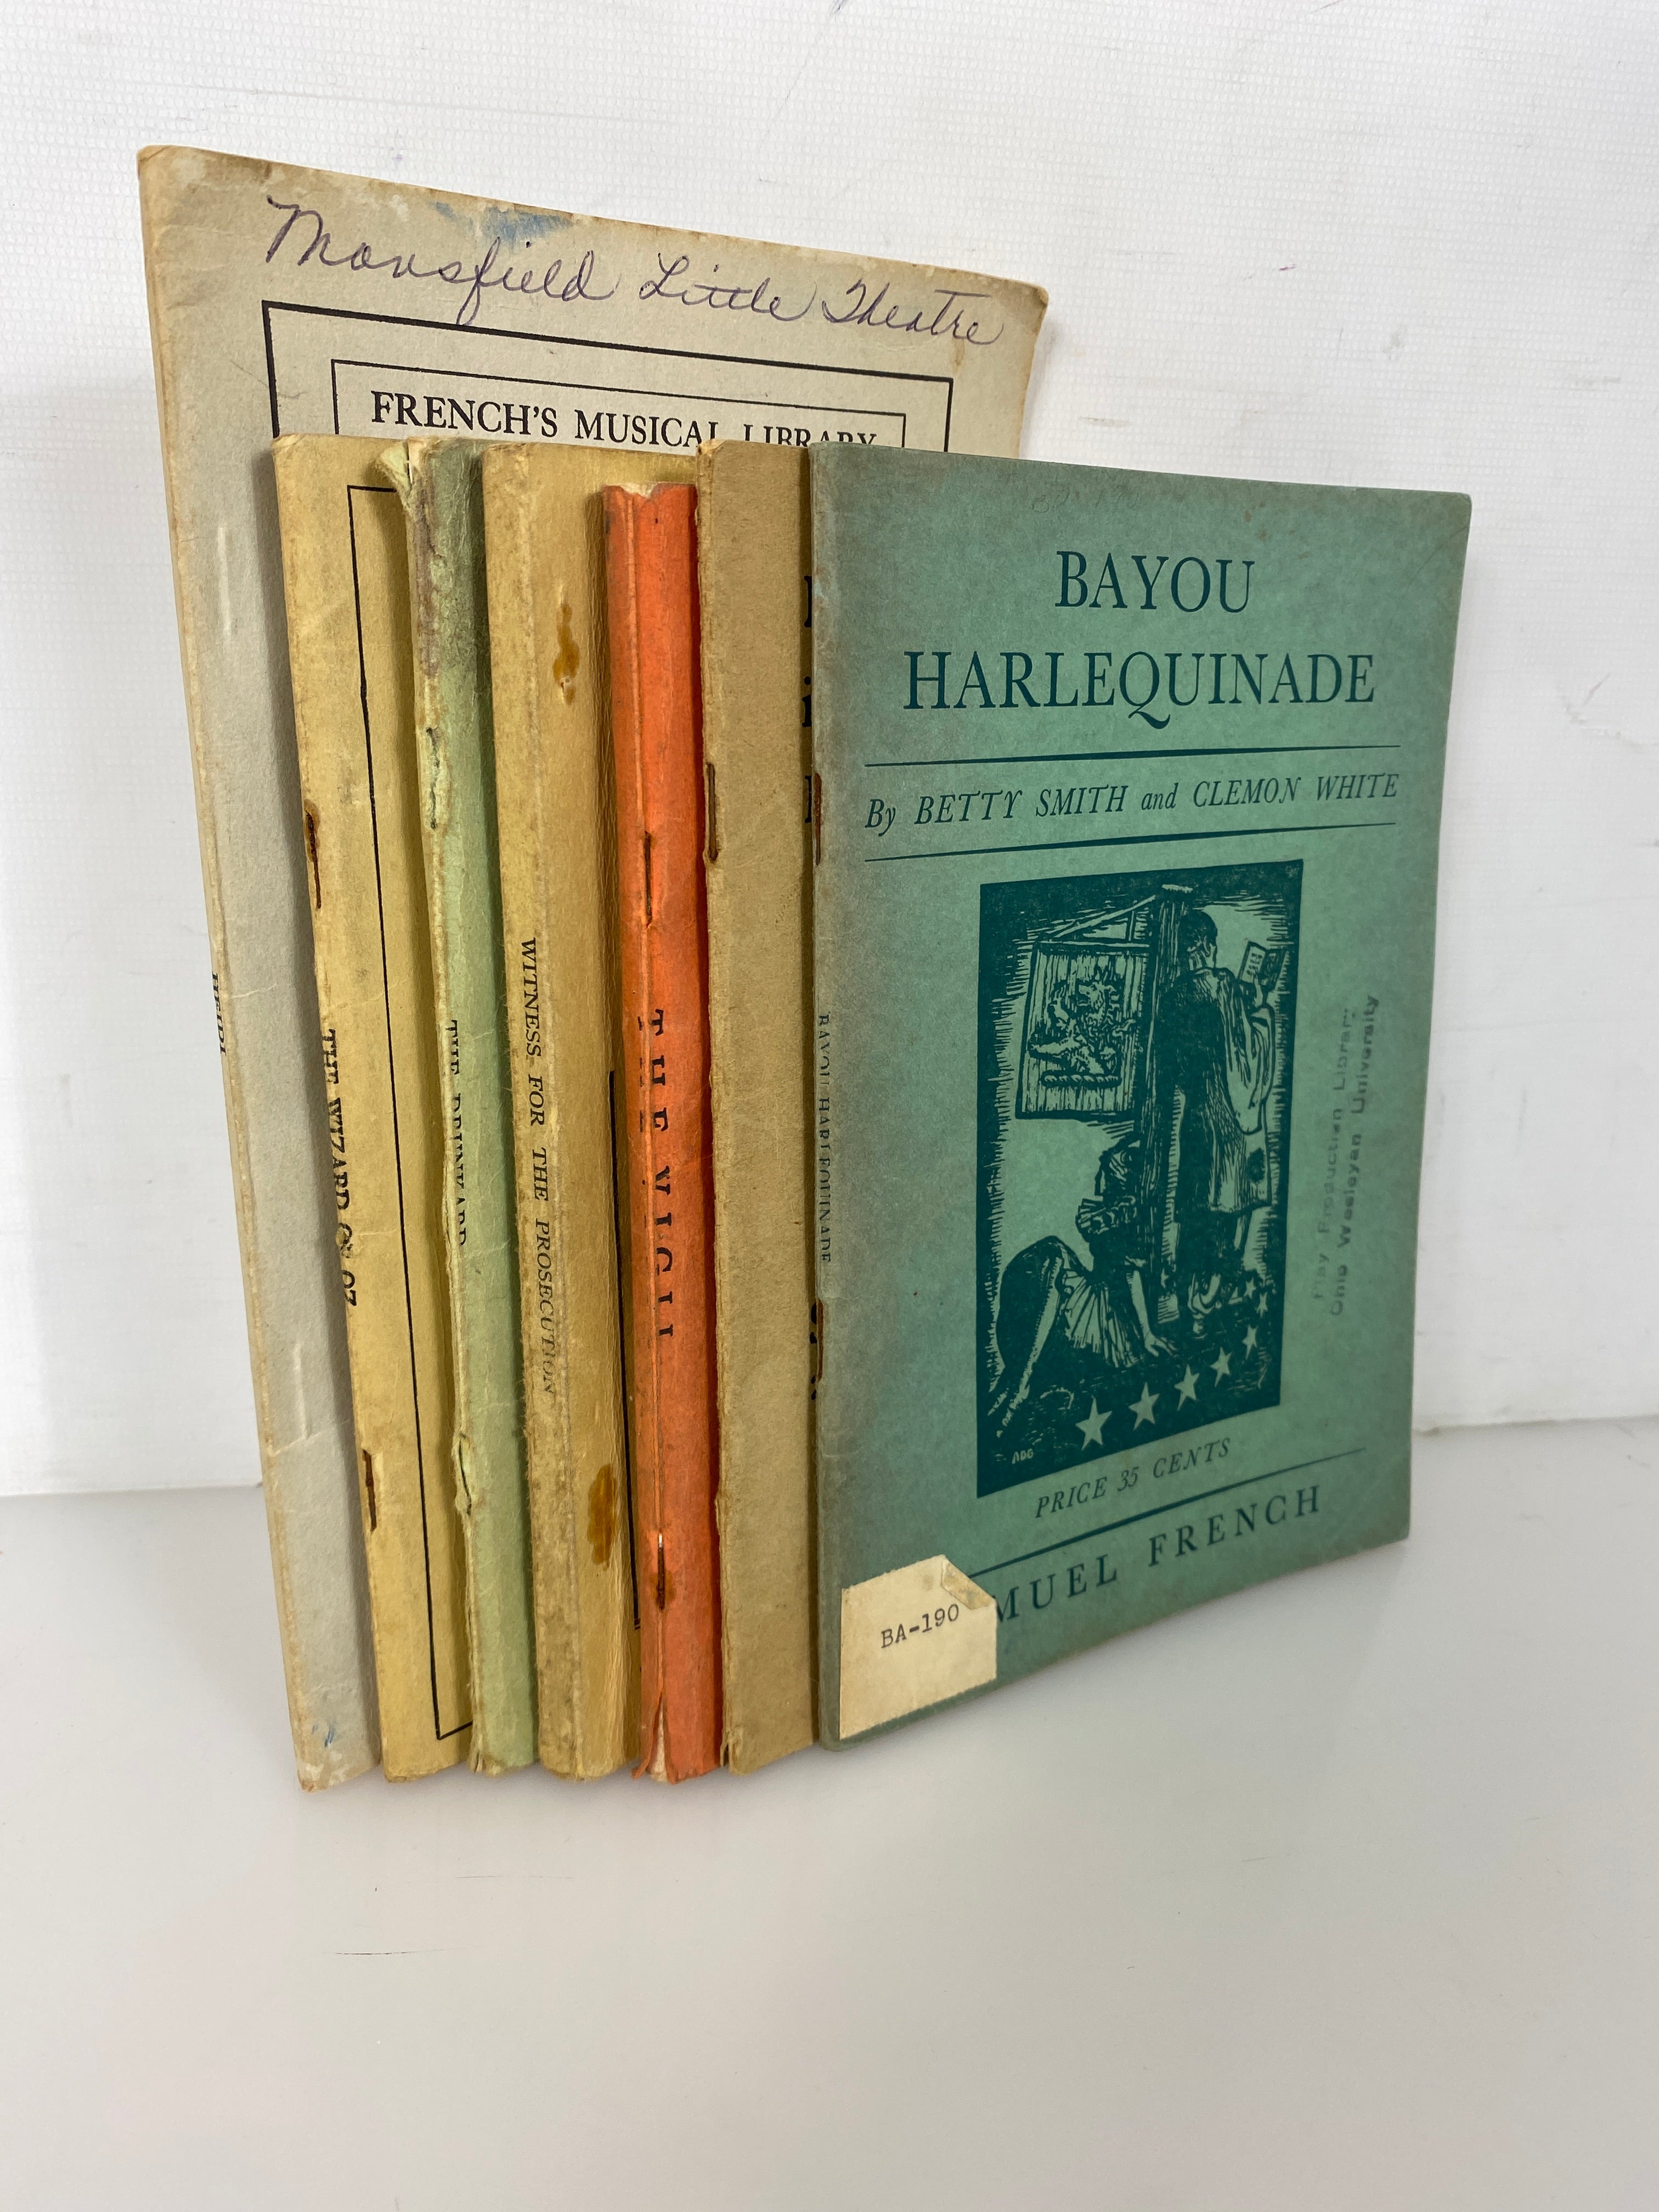 Mansfield Little Theatre
FRENCH'S MUSICAL LIBRARY
HEIDI
THE WIZARD OF OZ
THE DRUNKARD
WITNESS FOR THE PROSECUTION
THE
BAYOU HARLEQUINADE
BAYOU
HARLEQUINADE
By BETTY SMITH and CLEMON WHITE
ABG
Play Production Library
Ohio Wesleyan University
PRICE 35 CENTS
FRENCH
BA-190